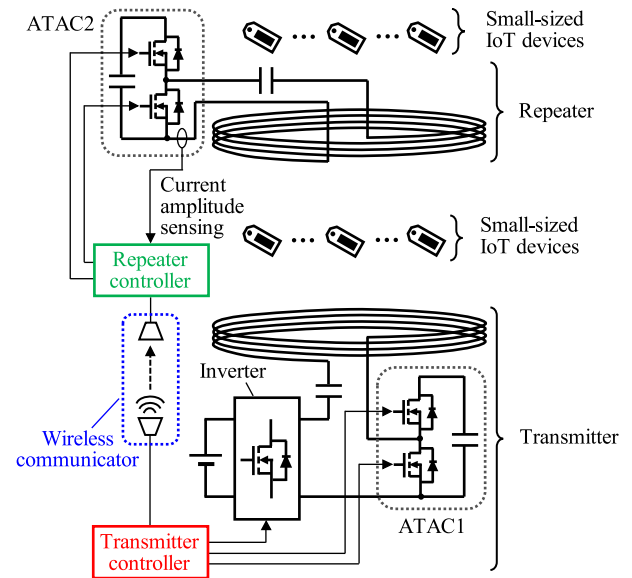 ATAC2
Small-sized
IoT devices
Repeater
Current
amplitude
sensing
Small-sized
IoT devices
Repeater
controller
Inverter
Wireless
communicator
Transmitter
ATAC1
Transmitter
controller